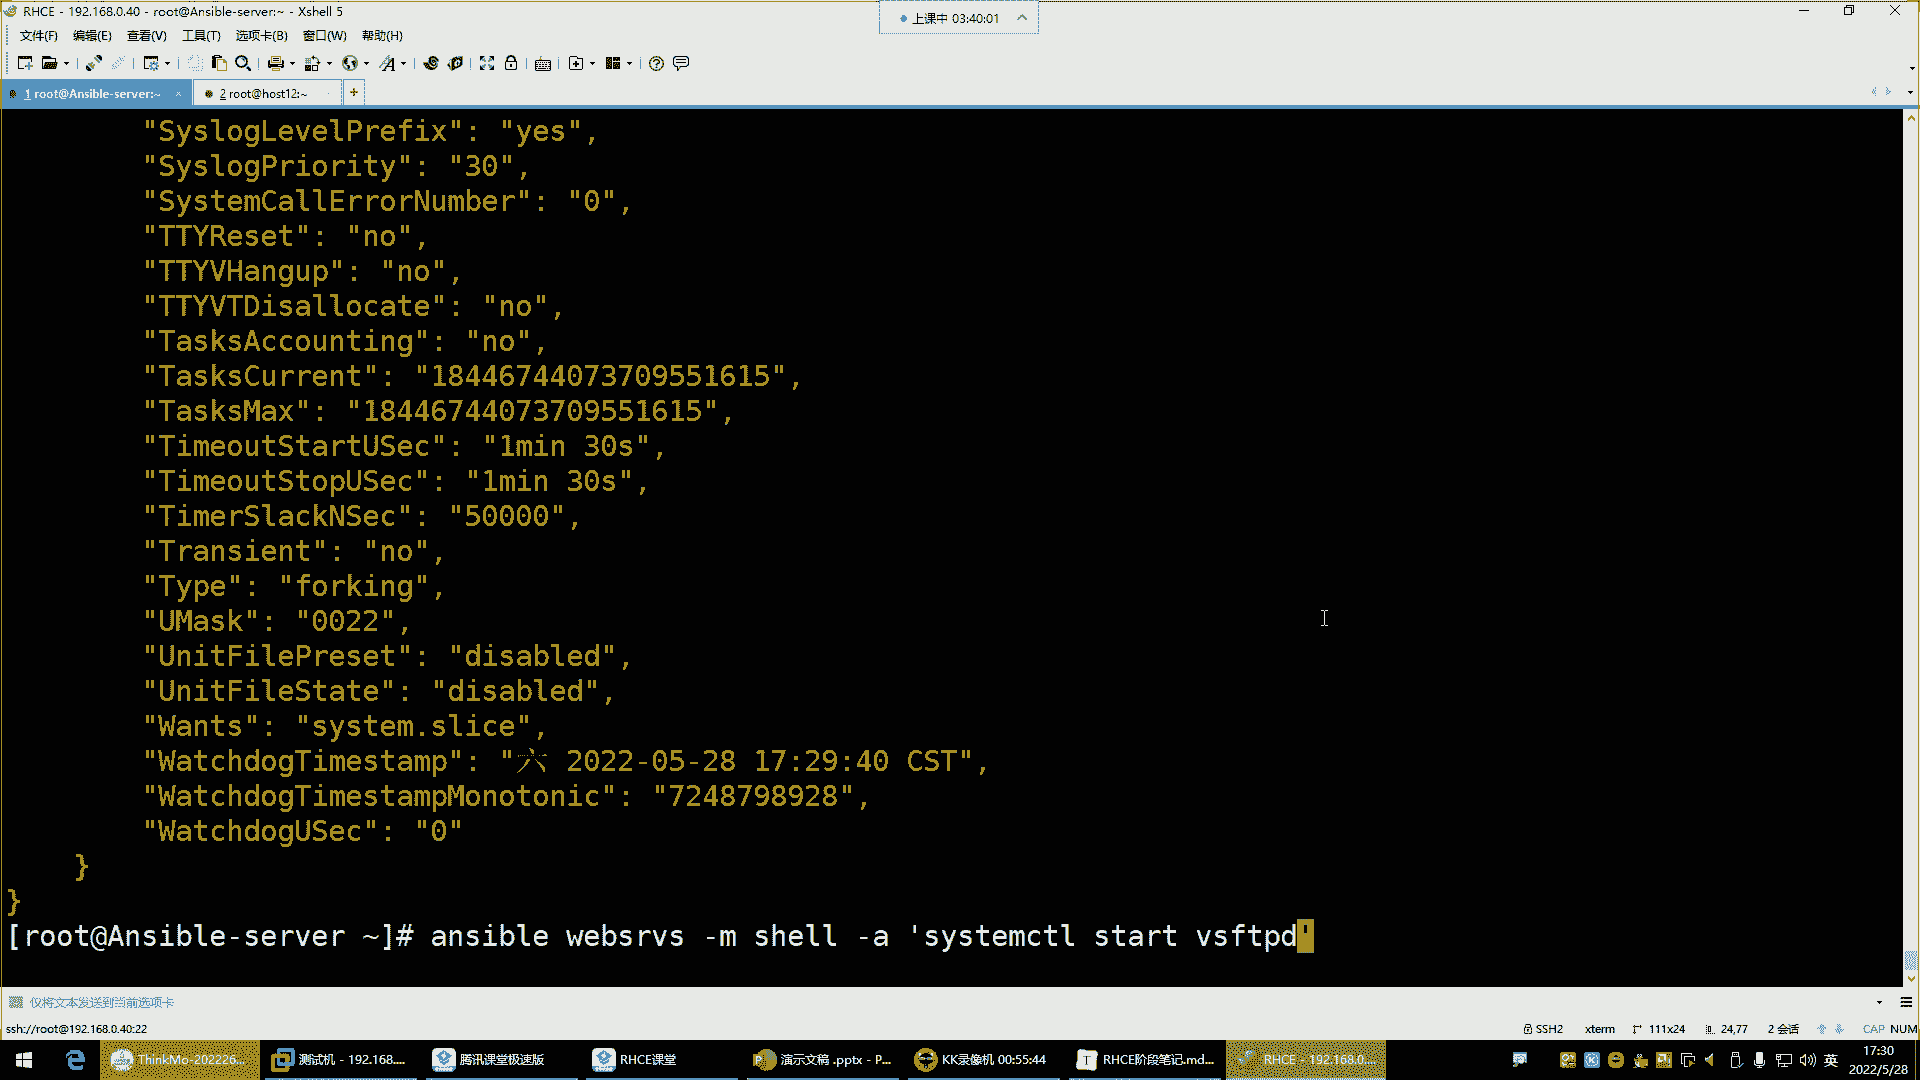 RHCE - 192.168.0.40 - root@Ansible-server:~ - Xshell 5
上课中 03:40:01
文件(F) 编辑(E) 查看(V) 工具(T) 选项卡(B) 窗口(W) 帮助(H)
1 root@Ansible-server:~ × 2 root@host12:~ +
"SyslogLevelPrefix": "yes",
"SyslogPriority": "30",
"SystemCallErrorNumber": "0",
"TTYReset": "no",
"TTYVHangup": "no",
"TTYVTDisallocate": "no",
"TasksAccounting": "no",
"TasksCurrent": "18446744073709551615",
"TasksMax": "18446744073709551615",
"TimeoutStartUSec": "1min 30s",
"TimeoutStopUSec": "1min 30s",
"TimerSlackNSec": "50000",
"Transient": "no",
"Type": "forking",
"UMask": "0022",
"UnitFilePreset": "disabled",
"UnitFileState": "disabled",
"Wants": "system.slice",
"WatchdogTimestamp": "六 2022-05-28 17:29:40 CST",
"WatchdogTimestampMonotonic": "7248798928",
"WatchdogUSec": "0"
}
}
[root@Ansible-server ~]# ansible websrvs -m shell -a 'systemctl start vsftpd'
仅将文本发送到当前选项卡
ssh://root@192.168.0.40:22 SSH2 xterm 111x24 24,77 2 会话 CAP NUM
ThinkMo-202226... 测试机 - 192.168.... 腾讯课堂极速版 RHCE课堂 演示文稿 .pptx - P... KK录像机 00:55:44 RHCE阶段笔记.md... RHCE - 192.168.0.... 英 17:30
2022/5/28